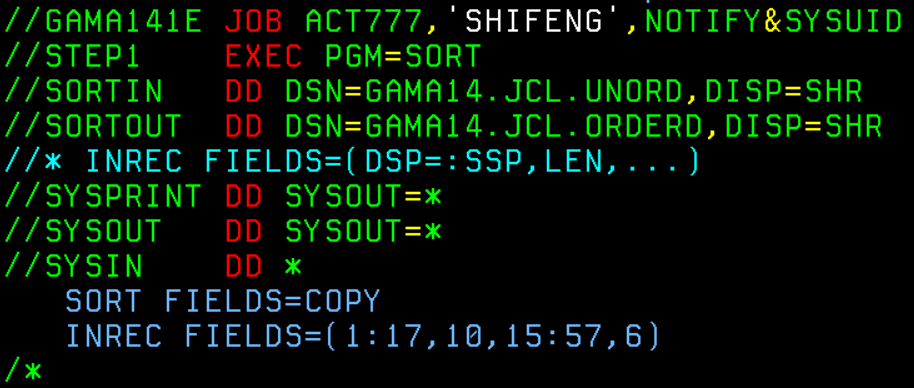 //GAMA141E JOB ACT777,'SHIFENG',NOTIFY&SYSUID
//STEP1    EXEC PGM=SORT
//SORTIN   DD DSN=GAMA14.JCL.UNORD,DISP=SHR
//SORTOUT  DD DSN=GAMA14.JCL.ORDERD,DISP=SHR
//* INREC FIELDS=(DSP=:SSP,LEN,...)
//SYSPRINT DD SYSOUT=*
//SYSOUT   DD SYSOUT=*
//SYSIN    DD *
   SORT FIELDS=COPY
   INREC FIELDS=(1:17,10,15:57,6)
/*